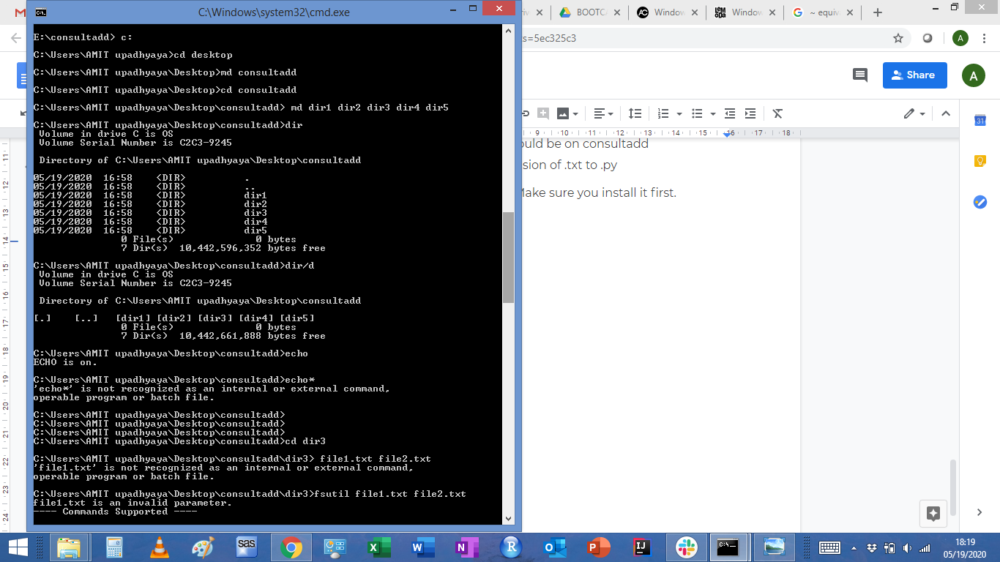 C:\Windows\system32\cmd.exe
E:\consultadd> c:
C:\Users\AMIT upadhyaya>cd desktop
C:\Users\AMIT upadhyaya\Desktop>md consultadd
C:\Users\AMIT upadhyaya\Desktop>cd consultadd
C:\Users\AMIT upadhyaya\Desktop\consultadd> md dir1 dir2 dir3 dir4 dir5
C:\Users\AMIT upadhyaya\Desktop\consultadd>dir
Volume in drive C is OS
Volume Serial Number is C2C3-9245
Directory of C:\Users\AMIT upadhyaya\Desktop\consultadd
05/19/2020 16:58 <DIR> .
05/19/2020 16:58 <DIR> ..
05/19/2020 16:58 <DIR> dir1
05/19/2020 16:58 <DIR> dir2
05/19/2020 16:58 <DIR> dir3
05/19/2020 16:58 <DIR> dir4
05/19/2020 16:58 <DIR> dir5
0 File(s) 0 bytes
7 Dir(s) 10,442,596,352 bytes free
C:\Users\AMIT upadhyaya\Desktop\consultadd>dir/d
Volume in drive C is OS
Volume Serial Number is C2C3-9245
Directory of C:\Users\AMIT upadhyaya\Desktop\consultadd
[.] [..] [dir1] [dir2] [dir3] [dir4] [dir5]
0 File(s) 0 bytes
7 Dir(s) 10,442,661,888 bytes free
C:\Users\AMIT upadhyaya\Desktop\consultadd>echo
ECHO is on.
C:\Users\AMIT upadhyaya\Desktop\consultadd>echo*
'echo*' is not recognized as an internal or external command,
operable program or batch file.
C:\Users\AMIT upadhyaya\Desktop\consultadd>
C:\Users\AMIT upadhyaya\Desktop\consultadd>
C:\Users\AMIT upadhyaya\Desktop\consultadd>
C:\Users\AMIT upadhyaya\Desktop\consultadd>cd dir3
C:\Users\AMIT upadhyaya\Desktop\consultadd\dir3> file1.txt file2.txt
'file1.txt' is not recognized as an internal or external command,
operable program or batch file.
C:\Users\AMIT upadhyaya\Desktop\consultadd\dir3>fsutil file1.txt file2.txt
file1.txt is an invalid parameter.
---- Commands Supported ----
BOOTCA
Window
Window
~ equiv
s=5ec325c3
A
Share
A
9 10 11 12 13 14 15 16 17 18
11
12
13
14
15
16
17
18
19
20
21
22
23
24
ould be on consultadd
sion of .txt to .py
Make sure you install it first.
31
sas
X
W
N
R
O
P
IJ
18:19
05/19/2020